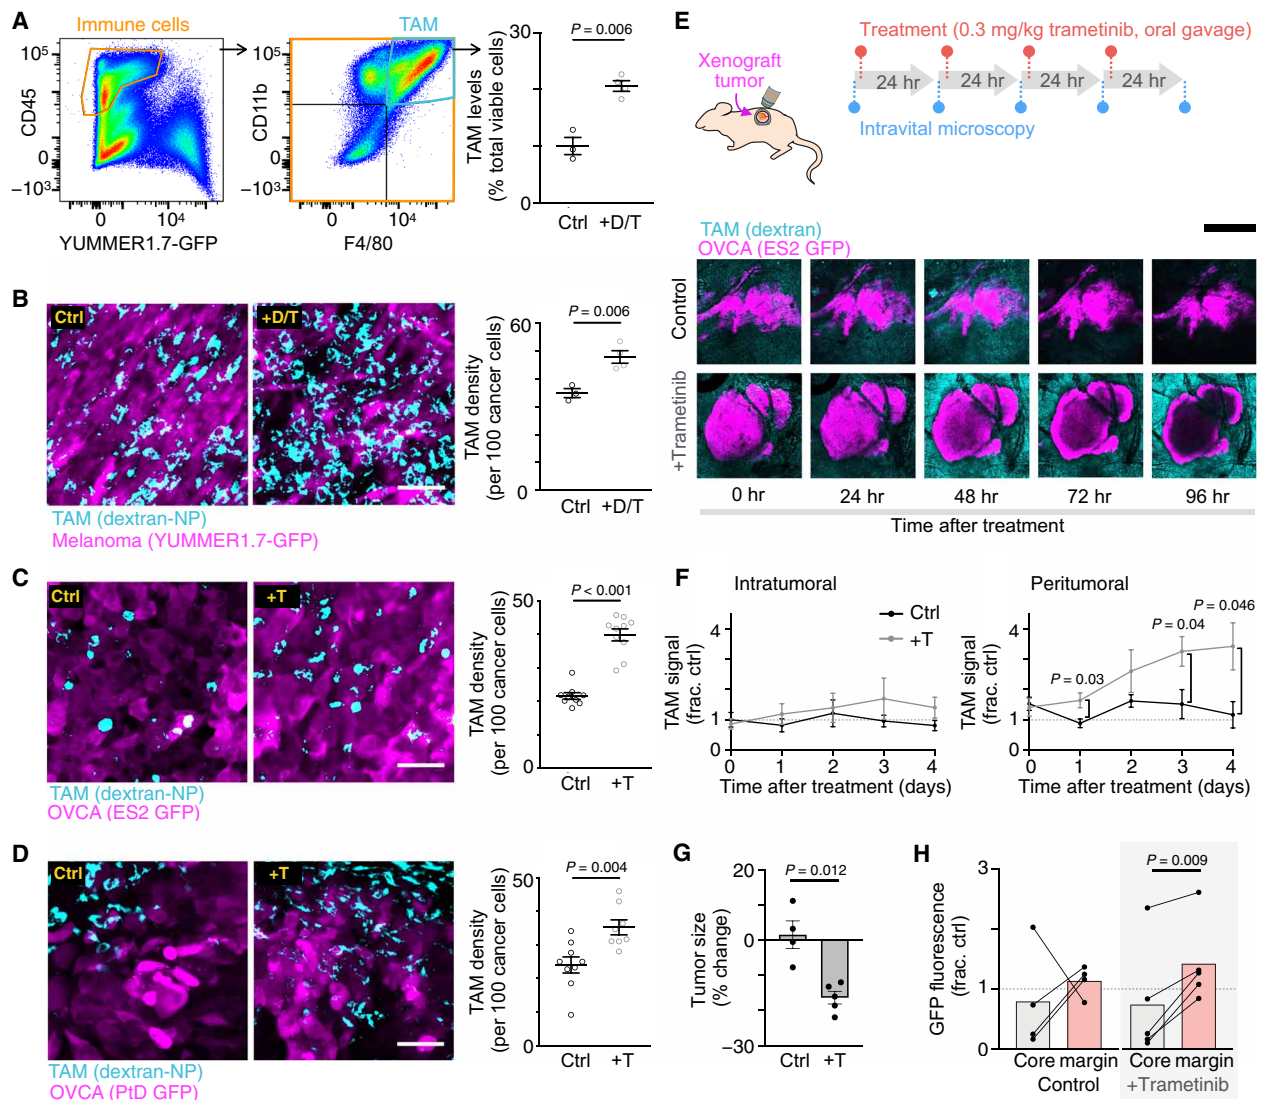 A
Immune cells
TAM
10⁵
0
−10³
CD45
0
10⁴
YUMMER1.7-GFP
10⁵
0
−10³
CD11b
0
10⁴
F4/80
30
0
TAM levels
(% total viable cells)
P = 0.006
Ctrl +D/T
B
Ctrl
+D/T
TAM (dextran-NP)
Melanoma (YUMMER1.7-GFP)
60
0
TAM density
(per 100 cancer cells)
P = 0.006
Ctrl +D/T
C
Ctrl
+T
TAM (dextran-NP)
OVCA (ES2 GFP)
50
0
TAM density
(per 100 cancer cells)
P < 0.001
Ctrl +T
D
Ctrl
+T
TAM (dextran-NP)
OVCA (PtD GFP)
50
0
TAM density
(per 100 cancer cells)
P = 0.004
Ctrl +T
E
Treatment (0.3 mg/kg trametinib, oral gavage)
Xenograft
tumor
24 hr 24 hr 24 hr 24 hr
Intravital microscopy
TAM (dextran)
OVCA (ES2 GFP)
Control
+Trametinib
0 hr 24 hr 48 hr 72 hr 96 hr
Time after treatment
F
Intratumoral
Ctrl
+T
4
1
0
TAM signal
(frac. ctrl)
0 1 2 3 4
Time after treatment (days)
Peritumoral
P = 0.046
P = 0.04
P = 0.03
4
1
0
TAM signal
(frac. ctrl)
0 1 2 3 4
Time after treatment (days)
G
20
0
−30
Tumor size
(% change)
P = 0.012
Ctrl +T
H
3
1
0
GFP fluorescence
(frac. ctrl)
P = 0.009
Core margin Core margin
Control +Trametinib